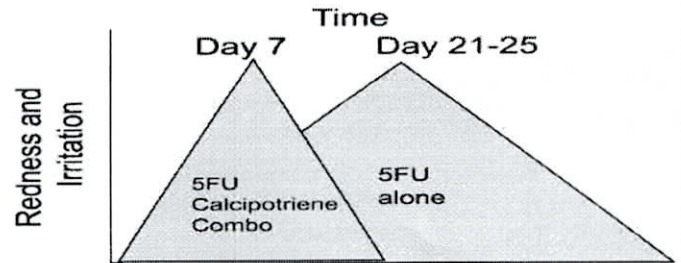 Time
Day 7
Day 21-25
Redness and
Irritation
5FU
Calcipotriene
Combo
5FU
alone